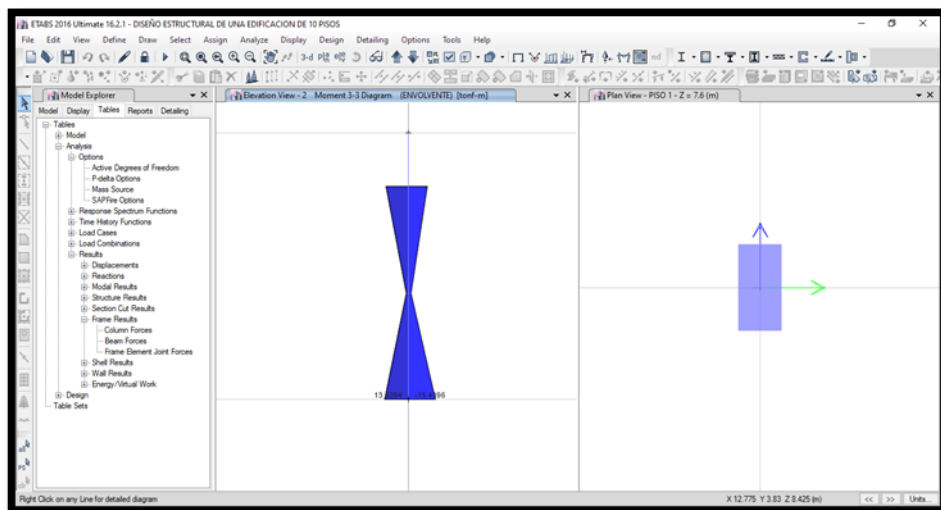 ETABS 2016 Ultimate 16.2.1 - DISEÑO ESTRUCTURAL DE UNA EDIFICACION DE 10 PISOS
File Edit View Define Draw Select Assign Analyze Display Design Detailing Options Tools Help
Model Explorer
Elevation View - 2 Moment 3-3 Diagram (ENVOLVENTE) [tonf-m]
Plan View - PISO 1 - Z = 7.6 (m)
Model Display Tables Reports Detailing
Tables
Model
Analysis
Options
Active Degrees of Freedom
P-delta Options
Mass Source
SAPFire Options
Response Spectrum Functions
Time History Functions
Load Cases
Load Combinations
Results
Displacements
Reactions
Modal Results
Structure Results
Section Cut Results
Frame Results
Column Forces
Beam Forces
Frame Element Joint Forces
Shell Results
Wall Results
Energy/Virtual Work
Design
Table Sets
Right Click on any Line for detailed diagram
X 12.775 Y 3.83 Z 8.425 (m)
<< >> Units...